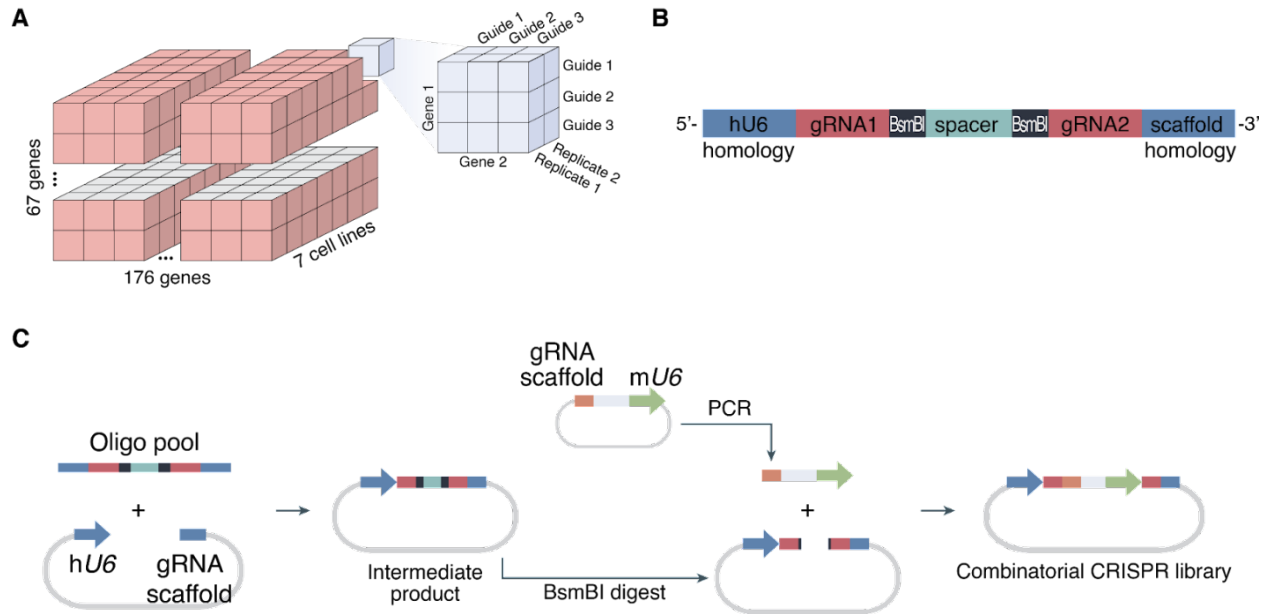 A
67 genes
...
...
176 genes
7 cell lines
Guide 1
Guide 2
Guide 3
Guide 1
Guide 2
Guide 3
Gene 1
Gene 2
Replicate 2
Replicate 1
B
5'- hU6 gRNA1 BsmBI spacer BsmBI gRNA2 scaffold -3'
homology homology
C
Oligo pool
+
hU6
gRNA
scaffold
Intermediate
product
BsmBI digest
gRNA
scaffold
mU6
PCR
+
Combinatorial CRISPR library